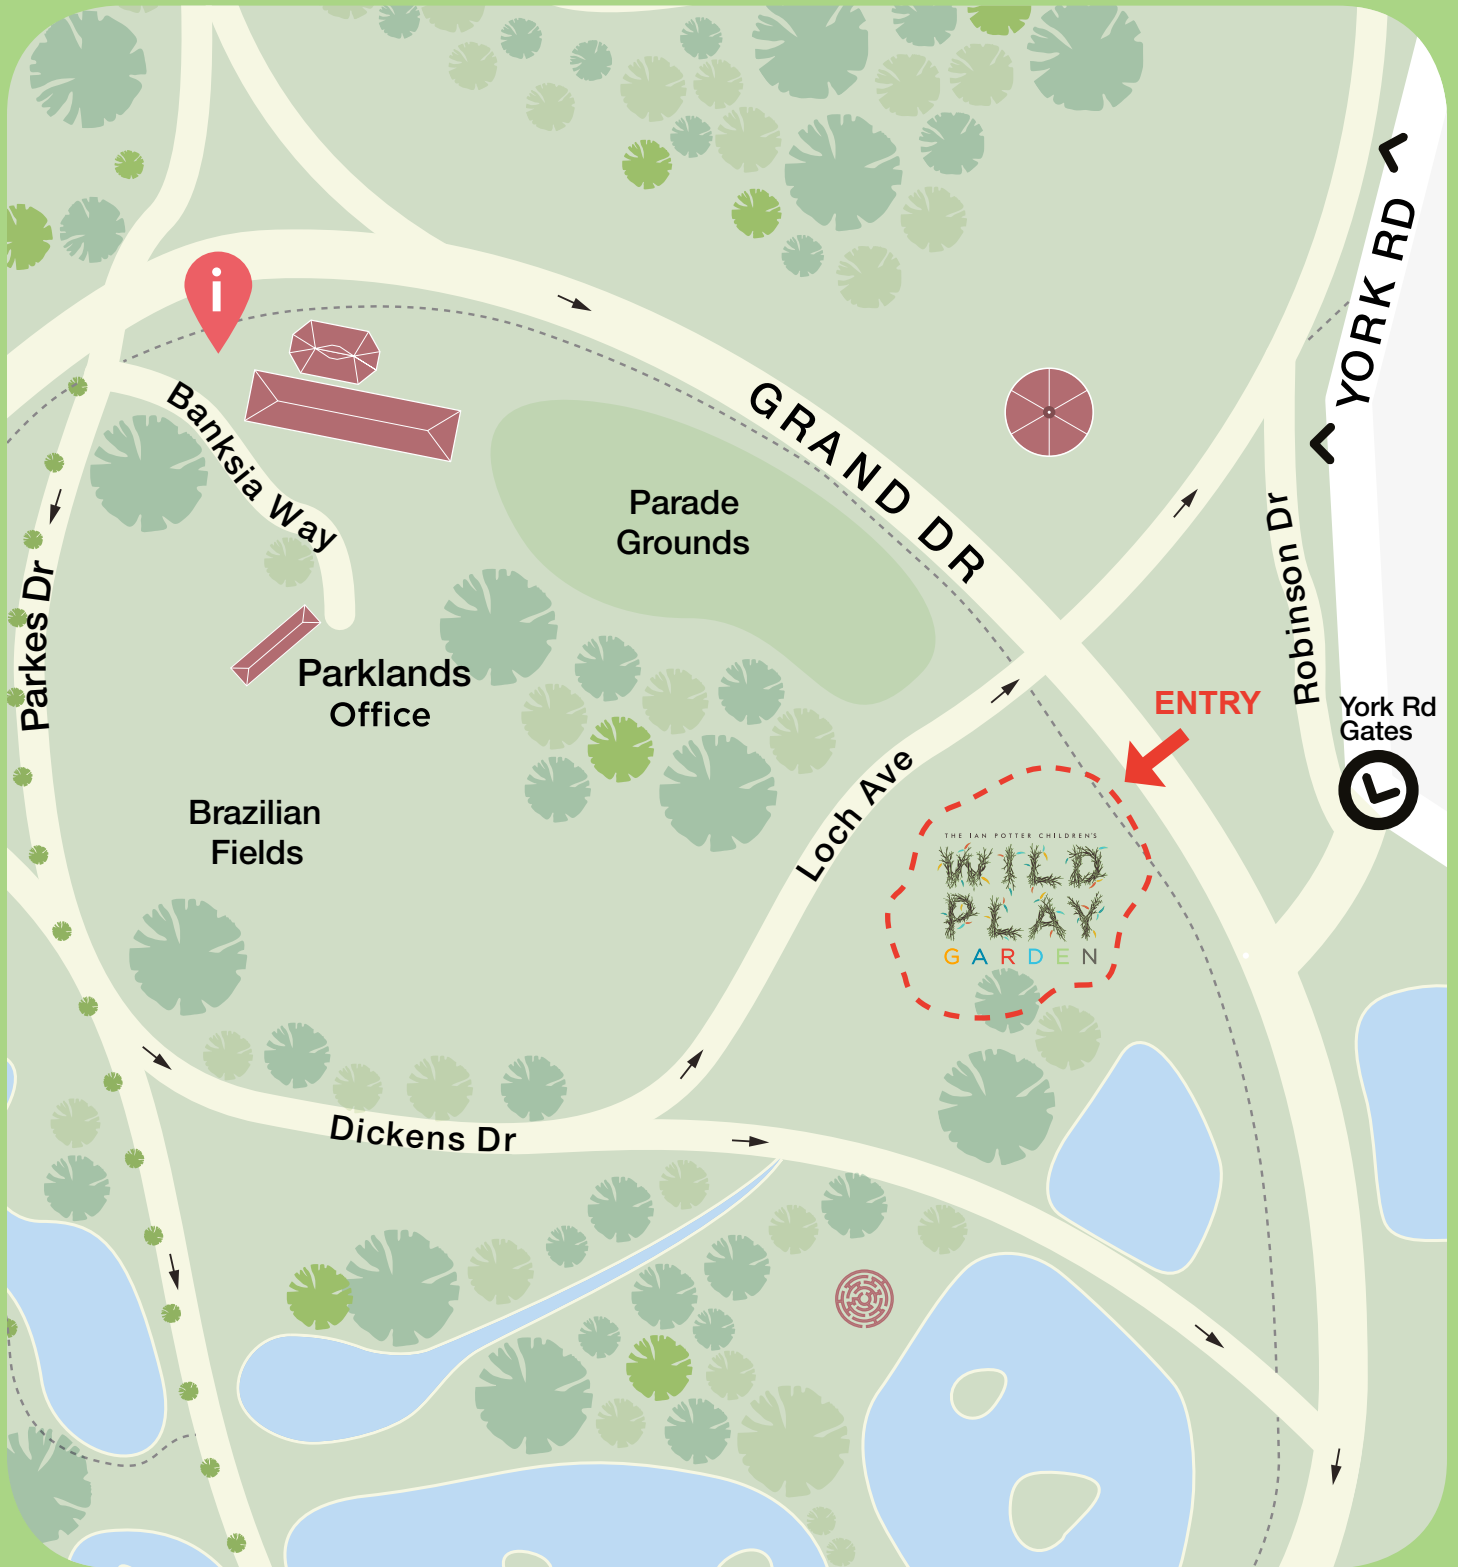 YORK RD
i
Banksia Way
GRAND DR
Parade
Grounds
Robinson Dr
Parkes Dr
Parklands
Office
ENTRY
York Rd
Gates
Loch Ave
Brazilian
Fields
THE IAN POTTER CHILDREN'S
WILD
PLAY
GARDEN
Dickens Dr